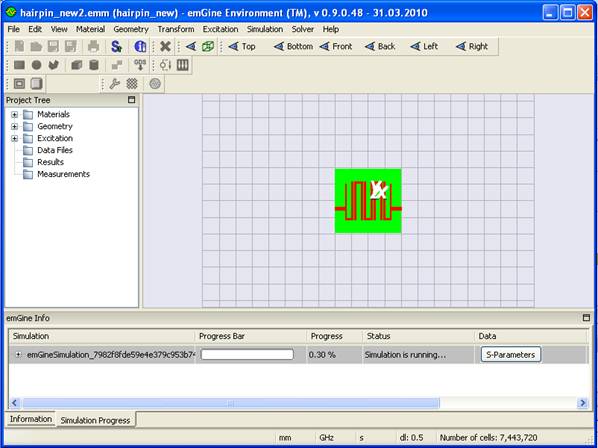 hairpin_new2.emm (hairpin_new) - emGine Environment (TM), v 0.9.0.48 - 31.03.2010
File Edit View Material Geometry Transform Excitation Simulation Solver Help
Top Bottom Front Back Left Right
Project Tree
Materials
Geometry
Excitation
Data Files
Results
Measurements
emGine Info
Simulation Progress Bar Progress Status Data
emGineSimulation_7982f8fde59e4e379c953b74 0.30 % Simulation is running... S-Parameters
Information Simulation Progress
mm GHz s dl: 0.5 Number of cells: 7,443,720